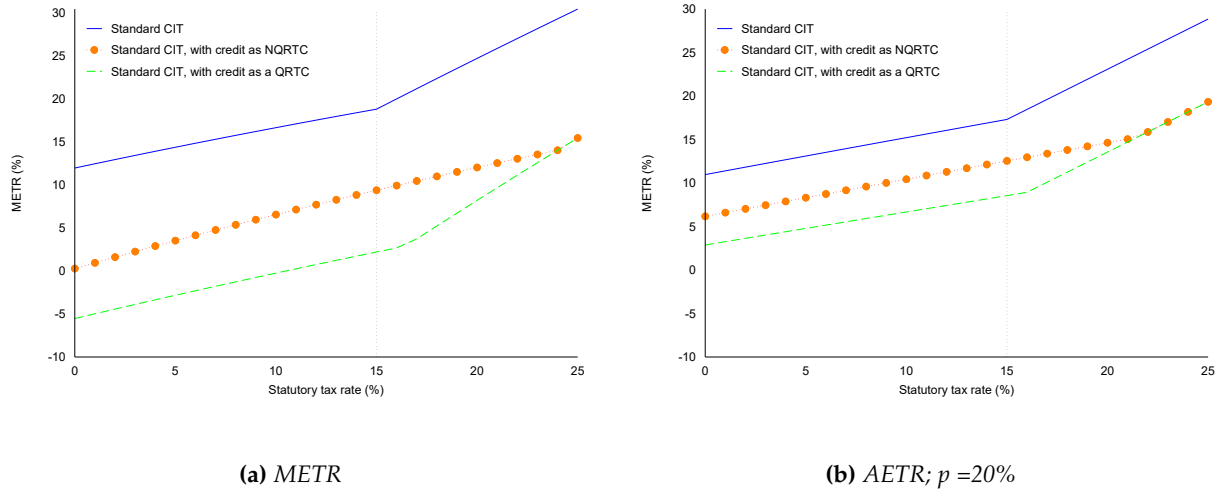 30
20
15
10
5
0
-5
-10
METR (%)
0
5
10
15
20
25
Statutory tax rate (%)
Standard CIT
Standard CIT, with credit as NQRTC
Standard CIT, with credit as a QRTC
(a) METR
30
25
20
15
10
5
0
-5
-10
METR (%)
0
5
10
15
20
25
Statutory tax rate (%)
Standard CIT
Standard CIT, with credit as NQRTC
Standard CIT, with credit as a QRTC
(b) AETR; p =20%